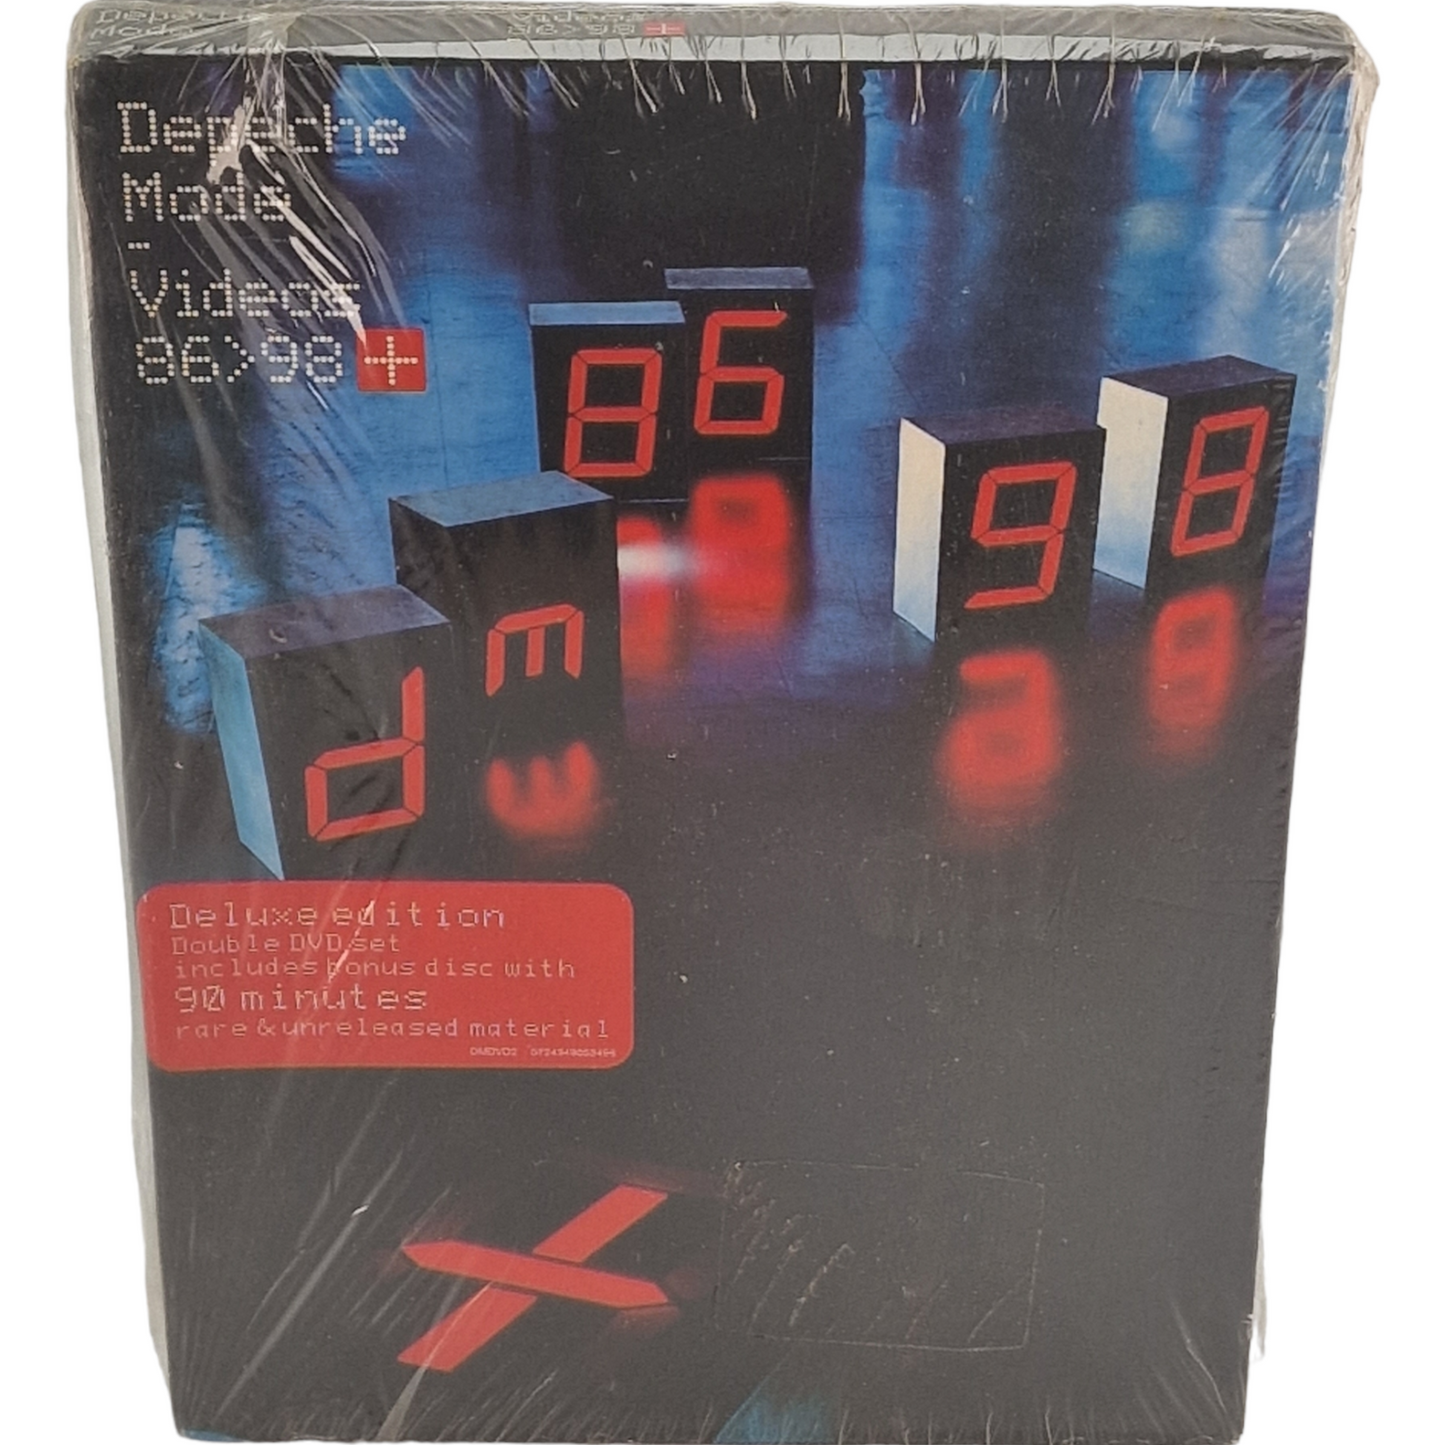 Depeche
Mode
-
Videos
86>98 +
86
98
dm
Deluxe edition
Double DVD set
includes bonus disc with
90 minutes
rare & unreleased material
DMDVD2
+